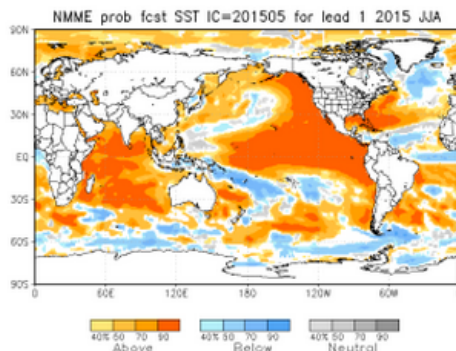 NMME prob fcst SST IC=201505 for lead 1 2015 JJA
90N
60N
30N
EQ
30S
60S
90S
0 60E 120E 180 120W 60W
40% 50 70 90 40% 50 70 90 40% 50 70 90
Above Below Neutral